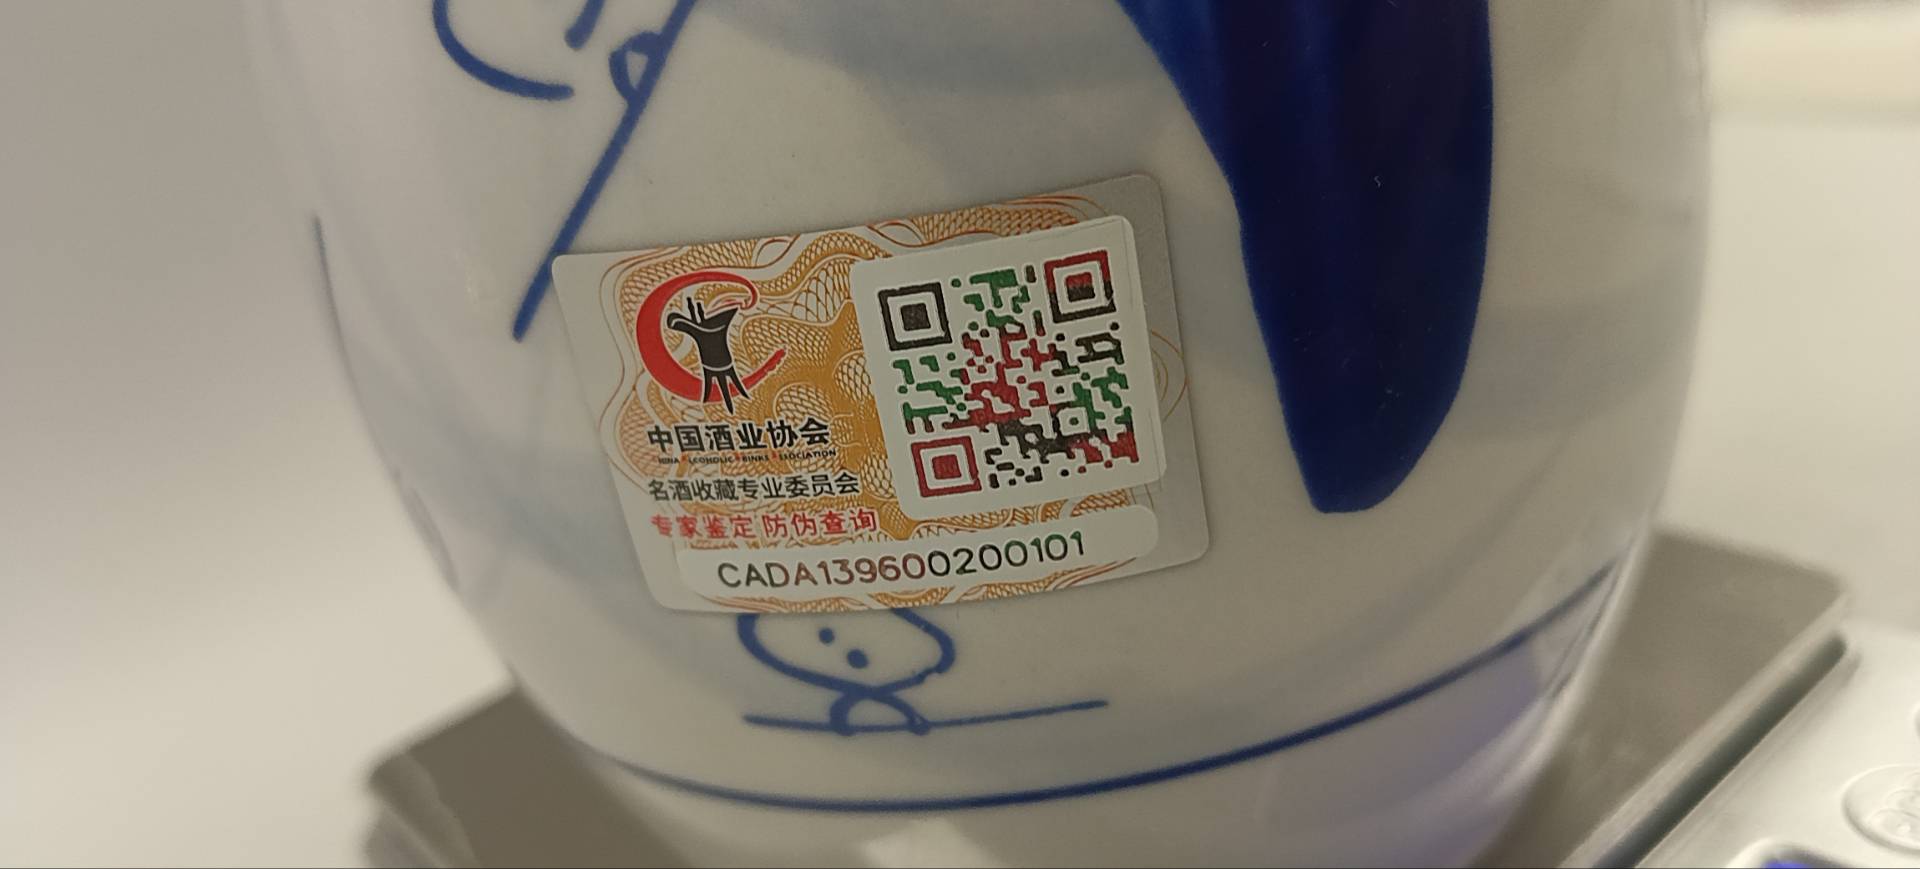 中国酒业协会
名酒收藏专业委员会
专家鉴定 防伪查询
CADA139600200101